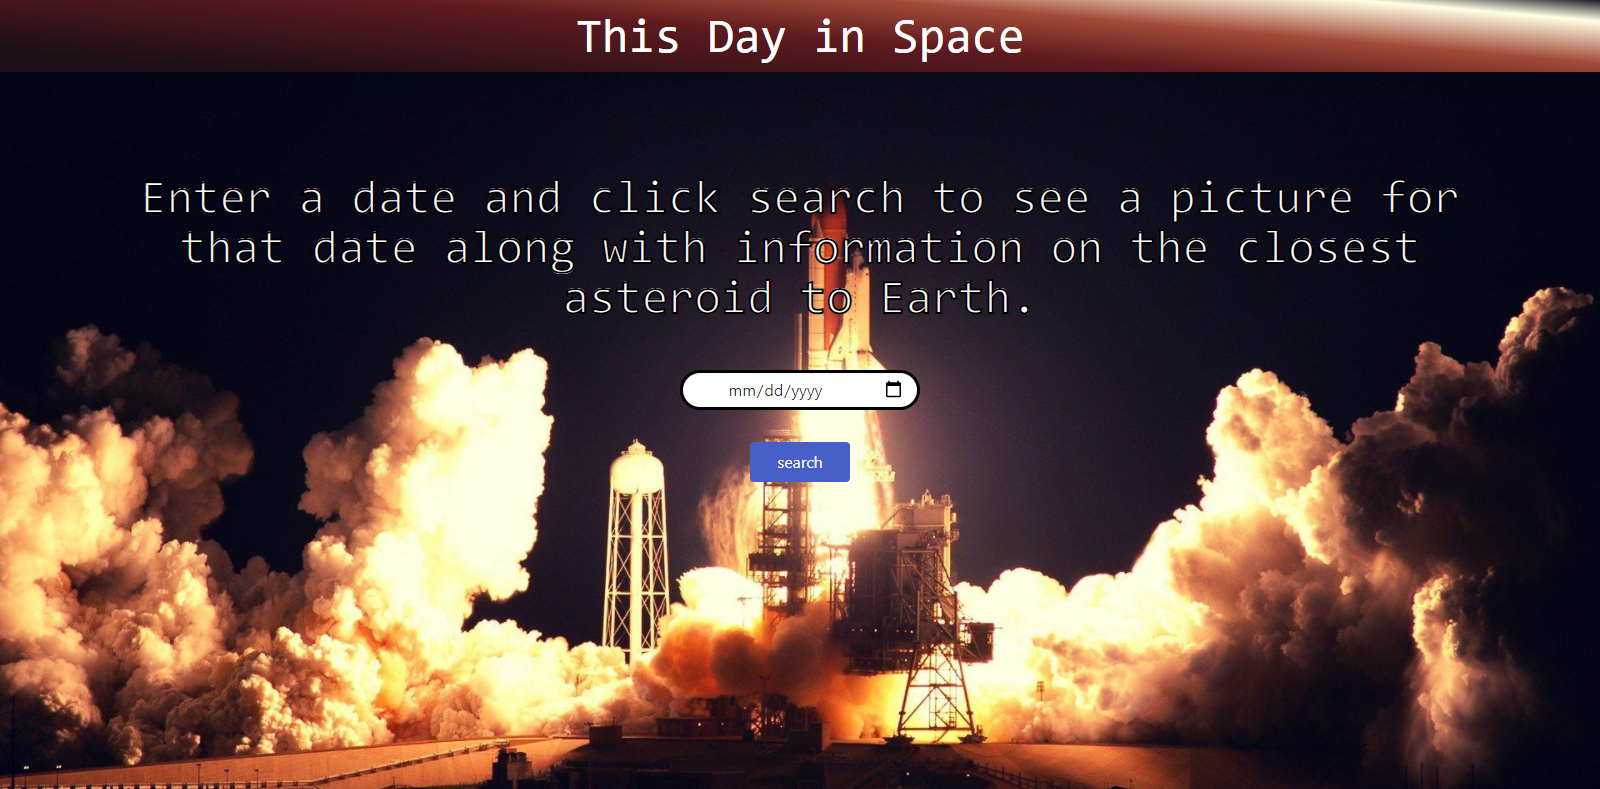 This Day in Space
Enter a date and click search to see a picture for
that date along with information on the closest
asteroid to Earth.
mm/dd/yyyy
search